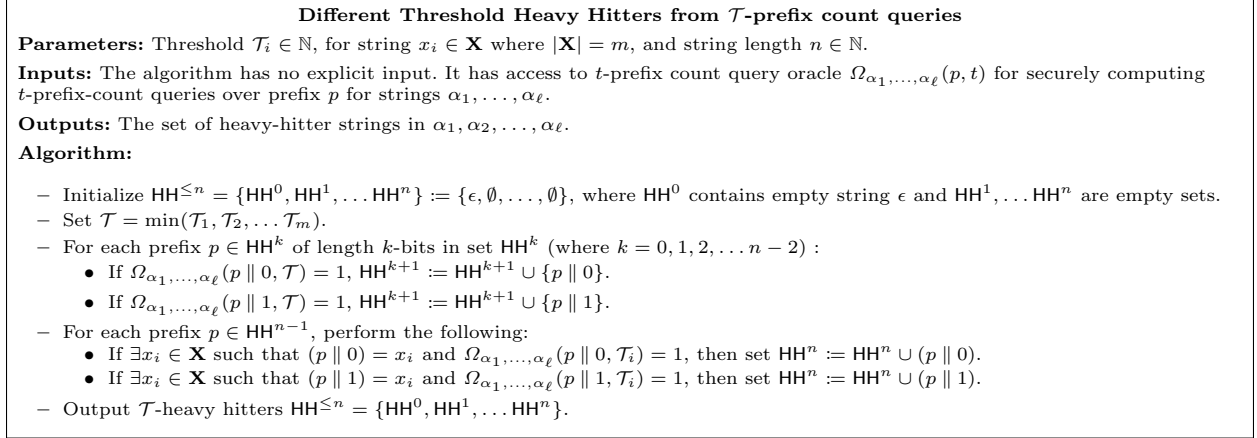 Different Threshold Heavy Hitters from 𝒯-prefix count queries
Parameters: Threshold 𝒯ᵢ ∈ ℕ, for string xᵢ ∈ X where |X| = m, and string length n ∈ ℕ.
Inputs: The algorithm has no explicit input. It has access to t-prefix count query oracle Ω_{α₁,...,α_ℓ}(p, t) for securely computing
t-prefix-count queries over prefix p for strings α₁, . . . , α_ℓ.
Outputs: The set of heavy-hitter strings in α₁, α₂, . . . , α_ℓ.
Algorithm:
– Initialize HH^{≤n} = {HH⁰, HH¹, . . . HHⁿ} := {ϵ, ∅, . . . , ∅}, where HH⁰ contains empty string ϵ and HH¹, . . . HHⁿ are empty sets.
– Set 𝒯 = min(𝒯₁, 𝒯₂, . . . 𝒯ₘ).
– For each prefix p ∈ HHᵏ of length k-bits in set HHᵏ (where k = 0, 1, 2, . . . n − 2) :
• If Ω_{α₁,...,α_ℓ}(p ∥ 0, 𝒯) = 1, HH^{k+1} := HH^{k+1} ∪ {p ∥ 0}.
• If Ω_{α₁,...,α_ℓ}(p ∥ 1, 𝒯) = 1, HH^{k+1} := HH^{k+1} ∪ {p ∥ 1}.
– For each prefix p ∈ HH^{n−1}, perform the following:
• If ∃xᵢ ∈ X such that (p ∥ 0) = xᵢ and Ω_{α₁,...,α_ℓ}(p ∥ 0, 𝒯ᵢ) = 1, then set HHⁿ := HHⁿ ∪ (p ∥ 0).
• If ∃xᵢ ∈ X such that (p ∥ 1) = xᵢ and Ω_{α₁,...,α_ℓ}(p ∥ 1, 𝒯ᵢ) = 1, then set HHⁿ := HHⁿ ∪ (p ∥ 1).
– Output 𝒯-heavy hitters HH^{≤n} = {HH⁰, HH¹, . . . HHⁿ}.